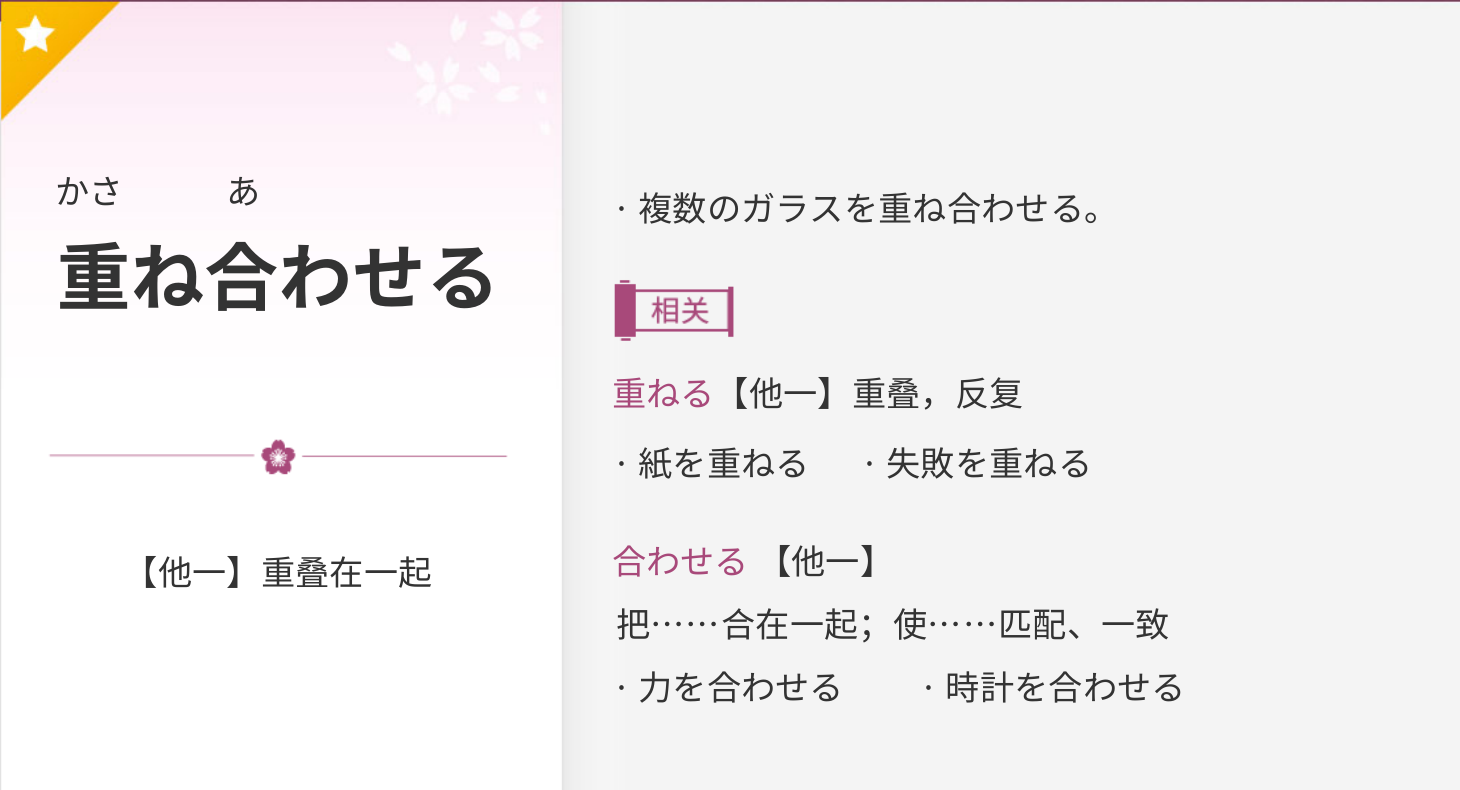 かさ あ
重ね合わせる
【他一】重叠在一起
· 複数のガラスを重ね合わせる。
相关
重ねる【他一】重叠，反复
· 紙を重ねる · 失敗を重ねる
合わせる 【他一】
把……合在一起；使……匹配、一致
· 力を合わせる · 時計を合わせる